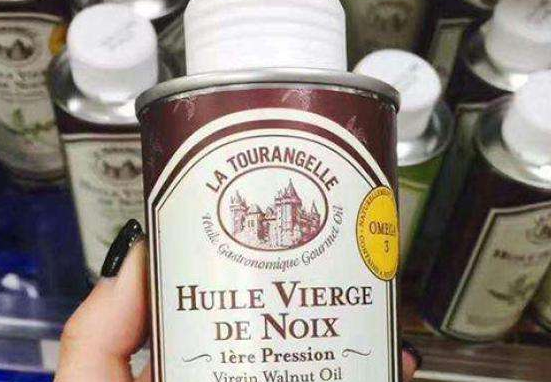 LA TOURANGELLE
Huile Gastronomique Gourmet Oil
OMEGA
3
HUILE VIERGE
DE NOIX
1ère Pression
Virgin Walnut Oil